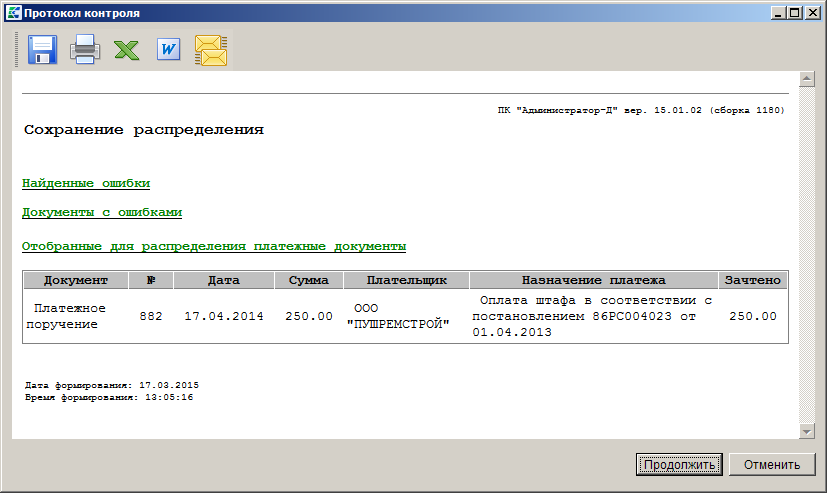 Протокол контроля
ПК "Администратор-Д" вер. 15.01.02 (сборка 1180)
Сохранение распределения
Найденные ошибки
Документы с ошибками
Отобранные для распределения платежные документы
Документ № Дата Сумма Плательщик Назначение платежа Зачтено
Платежное поручение 882 17.04.2014 250.00 ООО "ПУШРЕМСТРОЙ" Оплата штафа в соответствии с
постановлением 86РС004023 от
01.04.2013 250.00
Дата формирования: 17.03.2015
Время формирования: 13:05:16
Продолжить Отменить